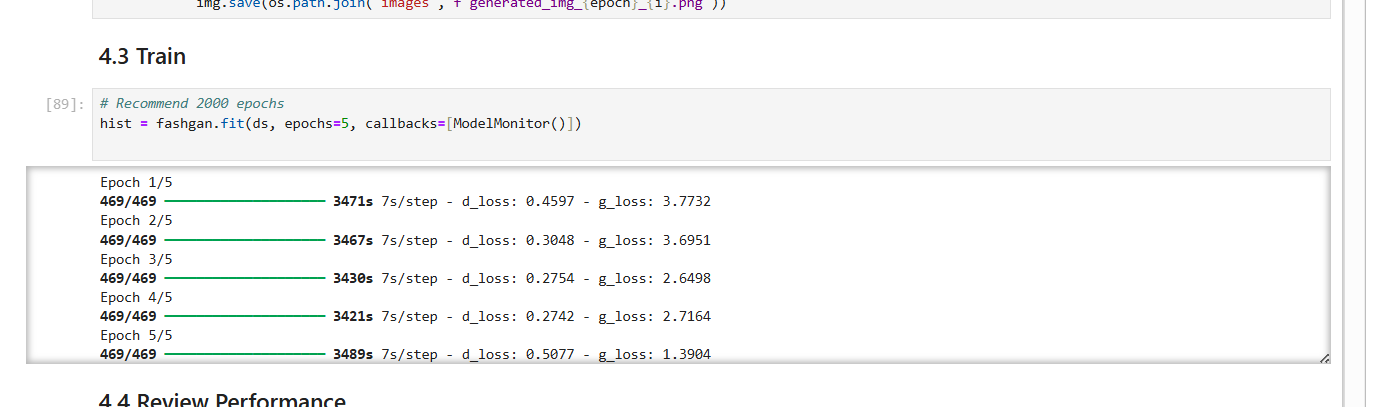 img.save(os.path.join('images', f'generated_img_{epoch}_{i}.png'))
4.3 Train
[89]:
# Recommend 2000 epochs
hist = fashgan.fit(ds, epochs=5, callbacks=[ModelMonitor()])
Epoch 1/5
469/469 3471s 7s/step - d_loss: 0.4597 - g_loss: 3.7732
Epoch 2/5
469/469 3467s 7s/step - d_loss: 0.3048 - g_loss: 3.6951
Epoch 3/5
469/469 3430s 7s/step - d_loss: 0.2754 - g_loss: 2.6498
Epoch 4/5
469/469 3421s 7s/step - d_loss: 0.2742 - g_loss: 2.7164
Epoch 5/5
469/469 3489s 7s/step - d_loss: 0.5077 - g_loss: 1.3904
4.4 Review Performance